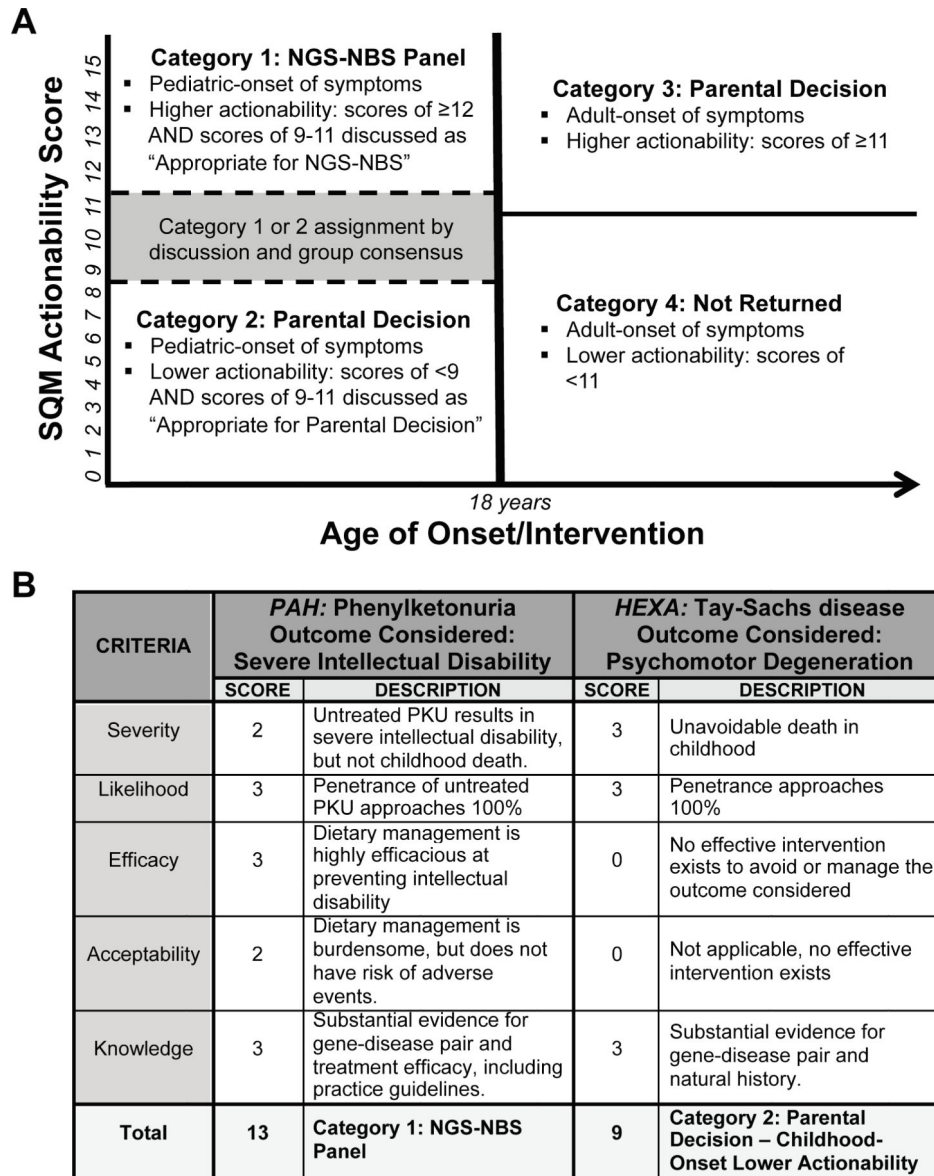 A
SQM Actionability Score
15
14
13
12
11
10
9
8
7
6
5
4
3
2
1
0
Category 1: NGS-NBS Panel
▪ Pediatric-onset of symptoms
▪ Higher actionability: scores of ≥12
AND scores of 9-11 discussed as
“Appropriate for NGS-NBS”
Category 1 or 2 assignment by
discussion and group consensus
Category 2: Parental Decision
▪ Pediatric-onset of symptoms
▪ Lower actionability: scores of <9
AND scores of 9-11 discussed as
“Appropriate for Parental Decision”
Category 3: Parental Decision
▪ Adult-onset of symptoms
▪ Higher actionability: scores of ≥11
Category 4: Not Returned
▪ Adult-onset of symptoms
▪ Lower actionability: scores of
<11
18 years
Age of Onset/Intervention
B
CRITERIA
PAH: Phenylketonuria
Outcome Considered:
Severe Intellectual Disability
HEXA: Tay-Sachs disease
Outcome Considered:
Psychomotor Degeneration
SCORE DESCRIPTION SCORE DESCRIPTION
Severity
2
Untreated PKU results in
severe intellectual disability,
but not childhood death.
3
Unavoidable death in
childhood
Likelihood
3
Penetrance of untreated
PKU approaches 100%
3
Penetrance approaches
100%
Efficacy
3
Dietary management is
highly efficacious at
preventing intellectual
disability
0
No effective intervention
exists to avoid or manage the
outcome considered
Acceptability
2
Dietary management is
burdensome, but does not
have risk of adverse
events.
0
Not applicable, no effective
intervention exists
Knowledge
3
Substantial evidence for
gene-disease pair and
treatment efficacy, including
practice guidelines.
3
Substantial evidence for
gene-disease pair and
natural history.
Total
13
Category 1: NGS-NBS
Panel
9
Category 2: Parental
Decision – Childhood-
Onset Lower Actionability